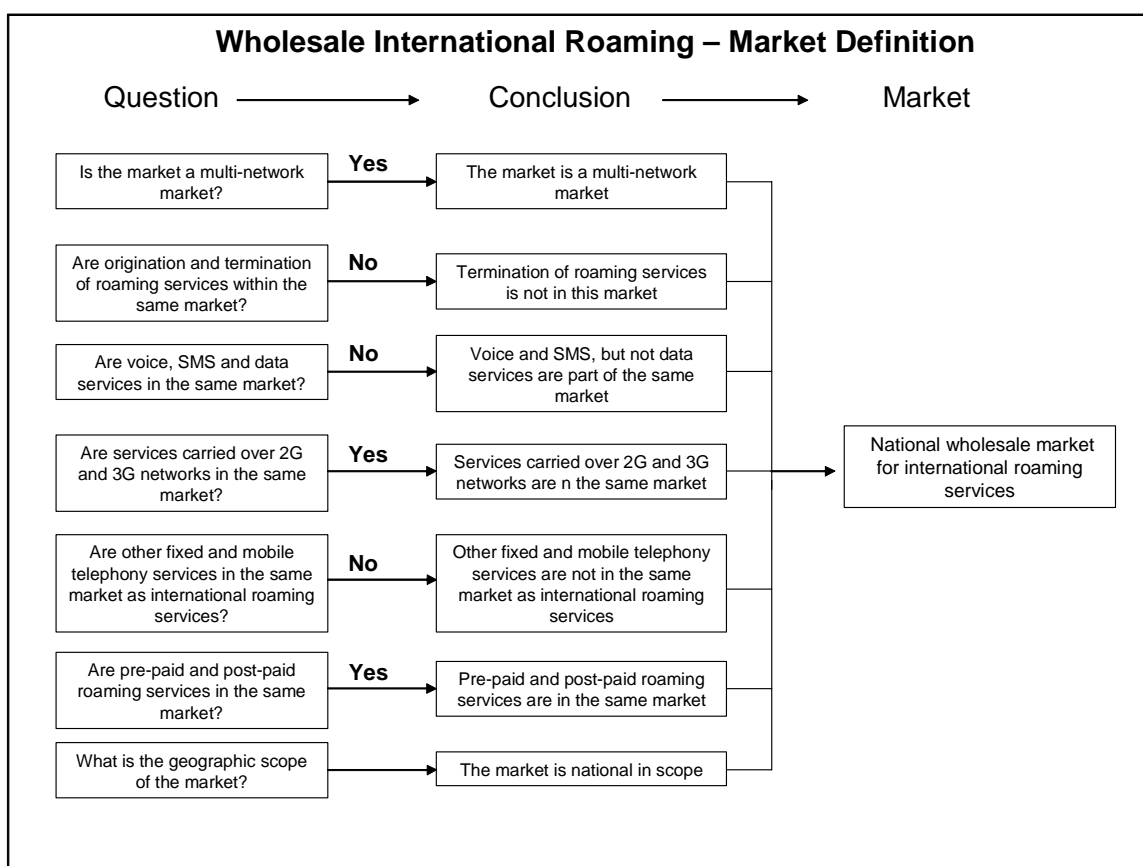 Wholesale International Roaming – Market Definition
Question
Conclusion
Market
Is the market a multi-network
market?
Yes
The market is a multi-network
market
Are origination and termination
of roaming services within the
same market?
No
Termination of roaming services
is not in this market
Are voice, SMS and data
services in the same market?
No
Voice and SMS, but not data
services are part of the same
market
Are services carried over 2G
and 3G networks in the same
market?
Yes
Services carried over 2G and 3G
networks are n the same market
Are other fixed and mobile
telephony services in the same
market as international roaming
services?
No
Other fixed and mobile telephony
services are not in the same
market as international roaming
services
Are pre-paid and post-paid
roaming services in the same
market?
Yes
Pre-paid and post-paid roaming
services are in the same market
What is the geographic scope
of the market?
The market is national in scope
National wholesale market
for international roaming
services